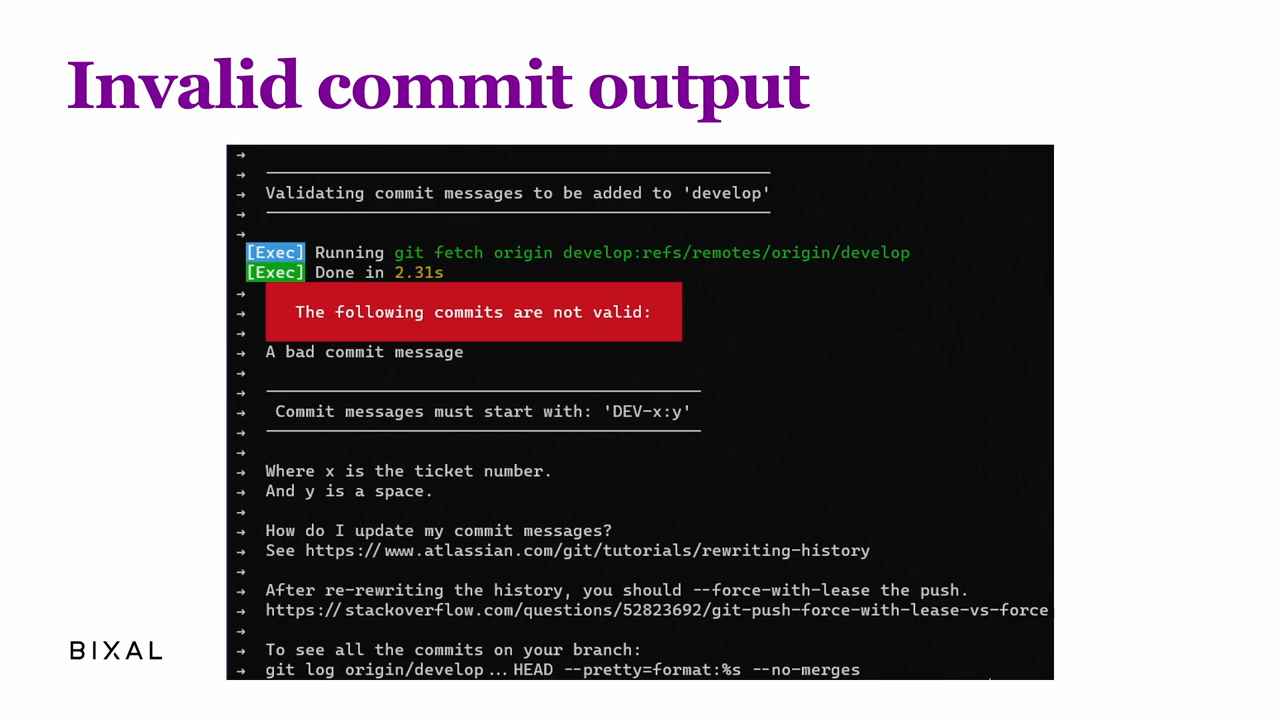 Invalid commit output
→
→
→ Validating commit messages to be added to 'develop'
→
→
[Exec] Running git fetch origin develop:refs/remotes/origin/develop
[Exec] Done in 2.31s
→
→ The following commits are not valid:
→
→ A bad commit message
→
→
→ Commit messages must start with: 'DEV-x:y'
→
→
→ Where x is the ticket number.
→ And y is a space.
→
→ How do I update my commit messages?
→ See https://www.atlassian.com/git/tutorials/rewriting-history
→
→ After re-rewriting the history, you should --force-with-lease the push.
→ https://stackoverflow.com/questions/52823692/git-push-force-with-lease-vs-force
→
→ To see all the commits on your branch:
→ git log origin/develop...HEAD --pretty=format:%s --no-merges
BIXAL